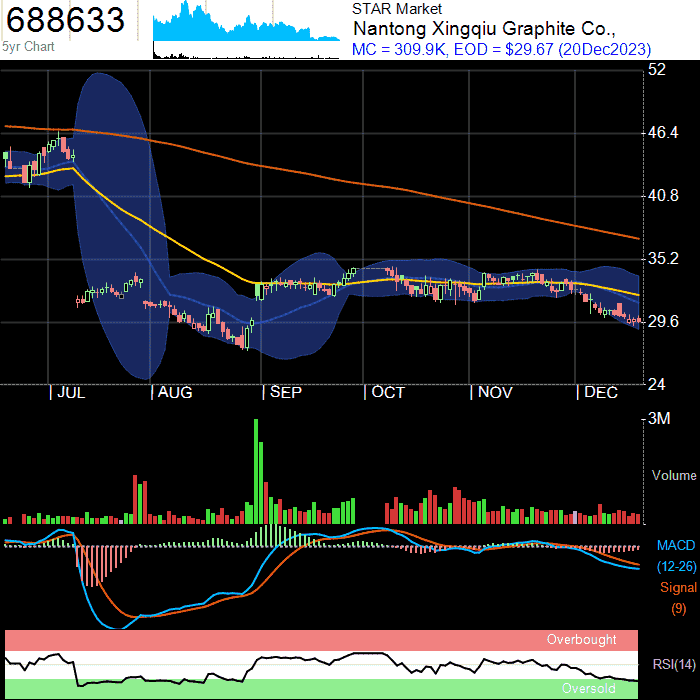 688633
5yr Chart
STAR Market
Nantong Xingqiu Graphite Co.,
MC = 309.9K, EOD = $29.67 (20Dec2023)
52
46.4
40.8
35.2
29.6
24
JUL
AUG
SEP
OCT
NOV
DEC
3M
Volume
MACD
(12-26)
Signal
(9)
Overbought
RSI(14)
Oversold